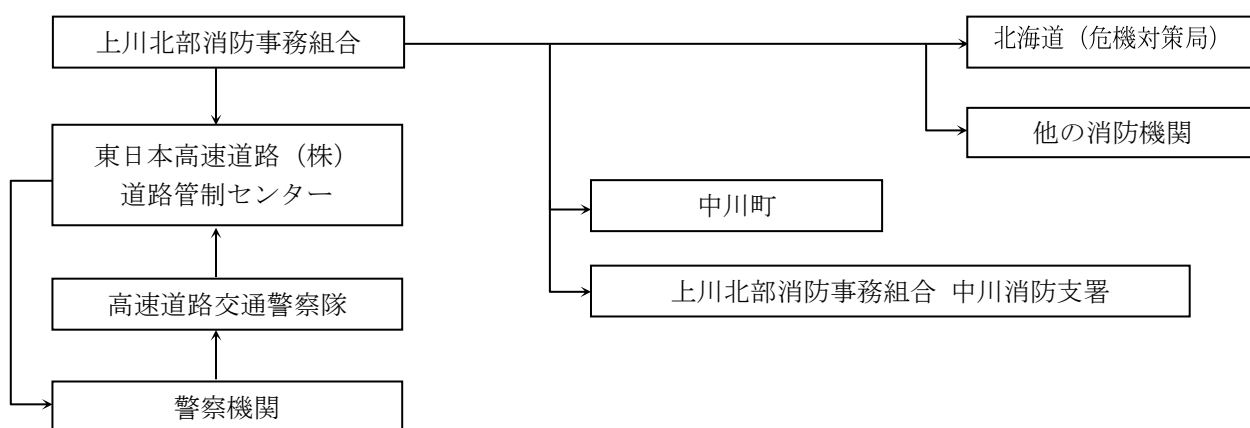 上川北部消防事務組合
北海道（危機対策局）
他の消防機関
東日本高速道路（株）
道路管制センター
中川町
高速道路交通警察隊
上川北部消防事務組合 中川消防支署
警察機関